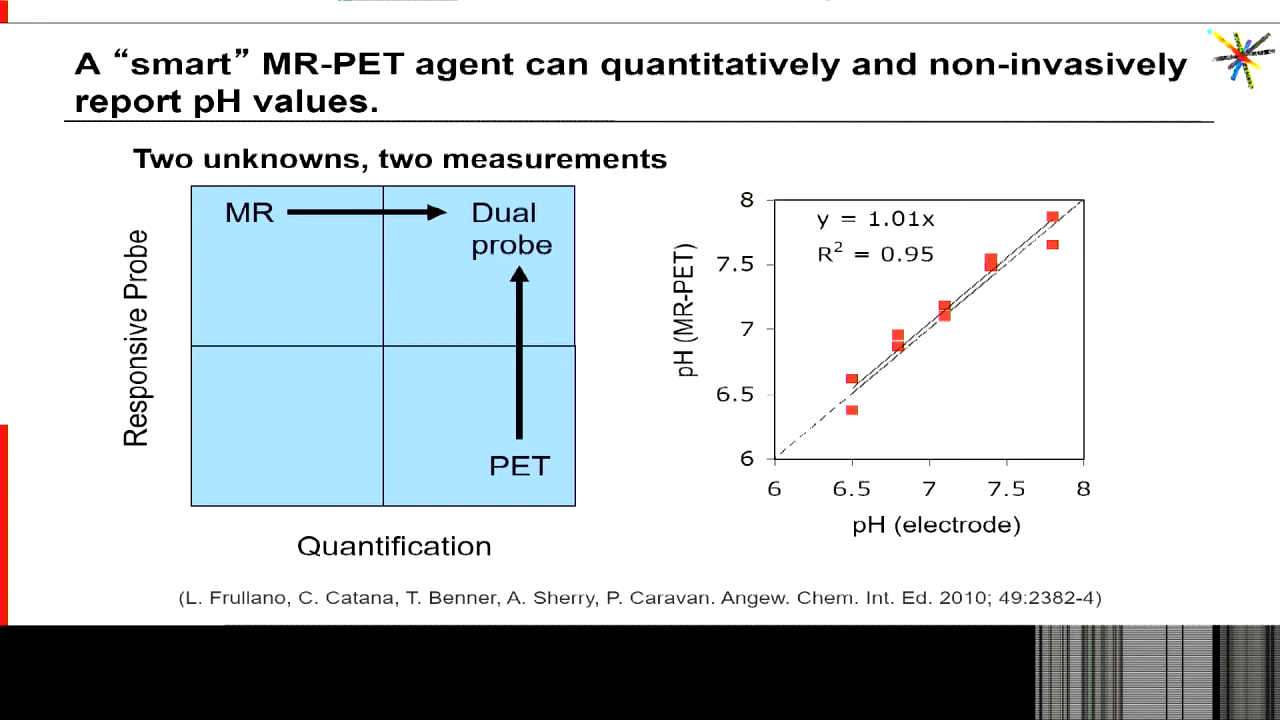 A “smart” MR-PET agent can quantitatively and non-invasively
report pH values.
Two unknowns, two measurements
Responsive Probe
MR
Dual
probe
PET
Quantification
pH (MR-PET)
8
7.5
7
6.5
6
y = 1.01x
R² = 0.95
6 6.5 7 7.5 8
pH (electrode)
(L. Frullano, C. Catana, T. Benner, A. Sherry, P. Caravan. Angew. Chem. Int. Ed. 2010; 49:2382-4)